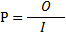 P = O / I